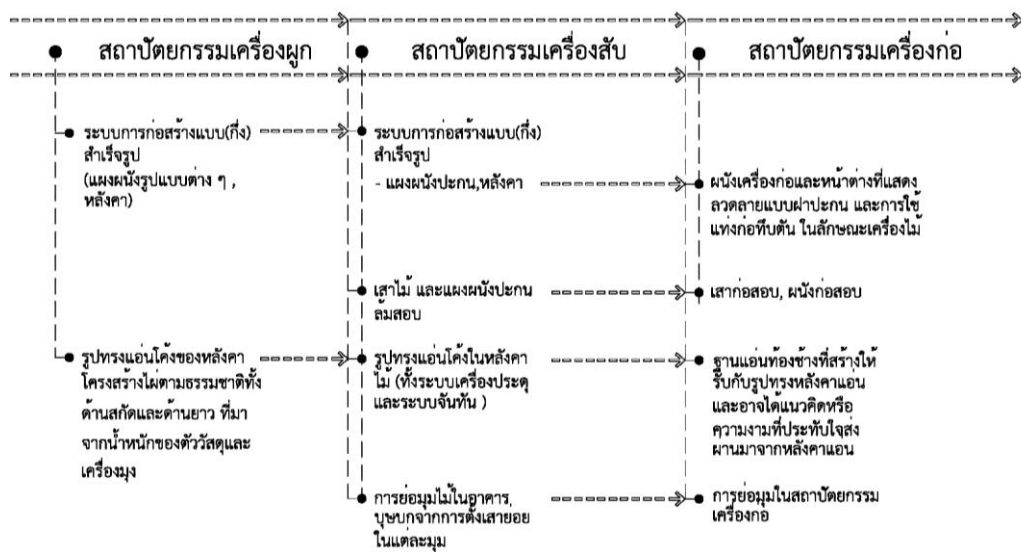 สถาปัตยกรรมเครื่องผูก
สถาปัตยกรรมเครื่องสับ
สถาปัตยกรรมเครื่องก่อ
ระบบการก่อสร้างแบบ(กึ่ง)
สำเร็จรูป
(แผงผนังรูปแบบต่าง ๆ ,
หลังคา)
ระบบการก่อสร้างแบบ(กึ่ง)
สำเร็จรูป
- แผงผนังปะกน,หลังคา
ผนังเครื่องก่อและหน้าต่างที่แสดง
ลวดลายแบบฝาปะกน และการใช้
แท่งก่อทึบตัน ในลักษณะเครื่องไม้
เสาไม้ และแผงผนังปะกน
ล้มสอบ
เสาก่อสอบ, ผนังก่อสอบ
รูปทรงแอ่นโค้งของหลังคา
โครงสร้างไผ่ตามธรรมชาติทั้ง
ด้านสกัดและด้านยาว ที่มา
จากน้ำหนักของตัววัสดุและ
เครื่องมุง
รูปทรงแอ่นโค้งในหลังคา
ไม้ (ทั้งระบบเครื่องประดุ
และระบบจันทัน )
ฐานแอ่นท้องช้างที่สร้างให้
รับกับรูปทรงหลังคาแอ่น
และอาจได้แนวคิดหรือ
ความงามที่ประทับใจส่ง
ผ่านมาจากหลังคาแอน
การย่อมุมไม้ในอาคาร
บุษบกจากการตั้งเสาย่อย
ในแต่ละมุม
การย่อมุมในสถาปัตยกรรม
เครื่องกอ